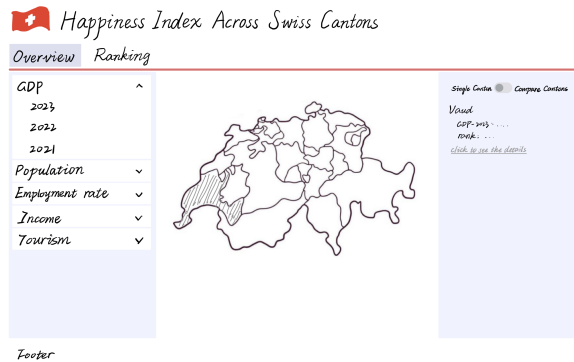 Happiness Index Across Swiss Cantons
Overview Ranking
GDP
2023
2022
2021
Population
Employment rate
Income
Tourism
Single Canton Compare Cantons
Vaud
GDP-2023-....
rank: ...
click to see the details
Footer